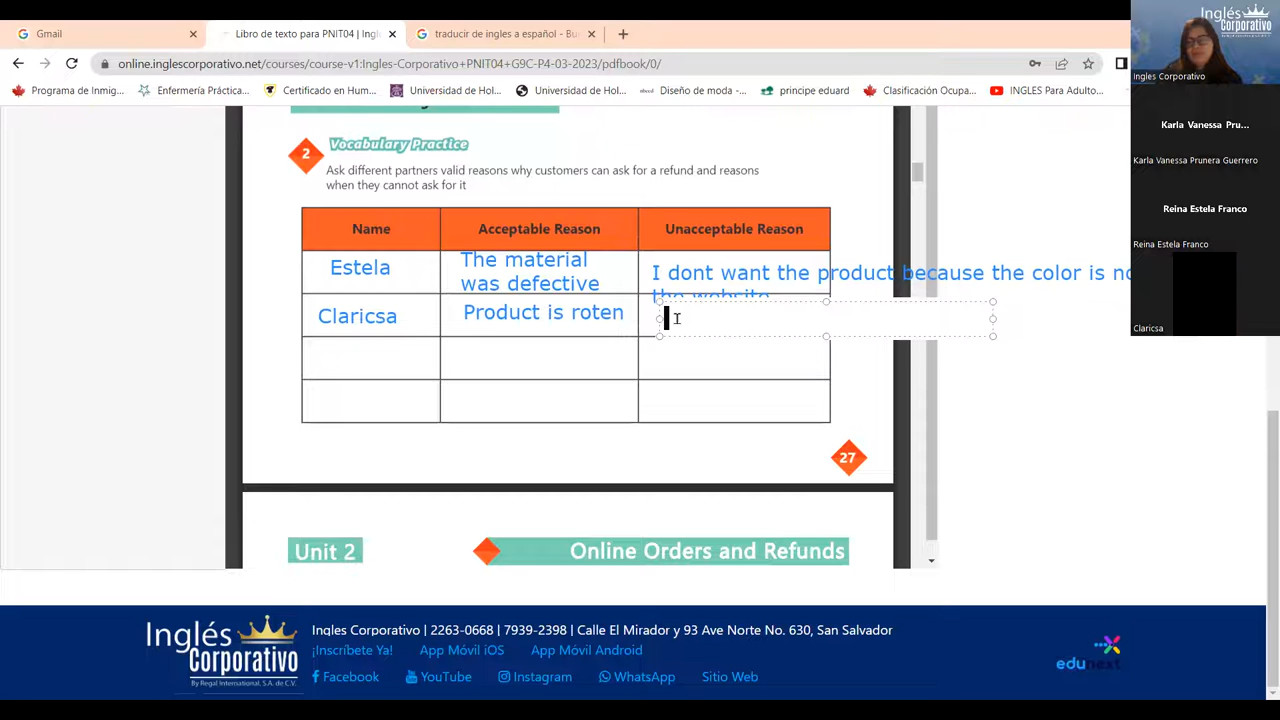 Gmail
Libro de texto para PNIT04 | Ingl
traducir de ingles a español - Bu
online.inglescorporativo.net/courses/course-v1:Ingles-Corporativo+PNIT04+G9C-P4-03-2023/pdfbook/0/
Programa de Inmig...
Enfermería Práctica...
Certificado en Hum...
Universidad de Hol...
Universidad de Hol...
Diseño de moda -...
principe eduard
Clasificación Ocupa...
INGLES Para Adulto...
Inglés
Corporativo
Ingles Corporativo
Karla Vanessa Pru...
Karla Vanessa Prunera Guerrero
Reina Estela Franco
Reina Estela Franco
Claricsa
2
Vocabulary Practice
Ask different partners valid reasons why customers can ask for a refund and reasons
when they cannot ask for it
Name Acceptable Reason Unacceptable Reason
Estela
The material
was defective
I dont want the product because the color is no
the website
Claricsa
Product is roten
27
Unit 2
Online Orders and Refunds
Inglés
Corporativo
By Regal International, S.A. de C.V.
Ingles Corporativo | 2263-0668 | 7939-2398 | Calle El Mirador y 93 Ave Norte No. 630, San Salvador
¡Inscríbete Ya! App Móvil iOS App Móvil Android
Facebook YouTube Instagram WhatsApp Sitio Web
edunext